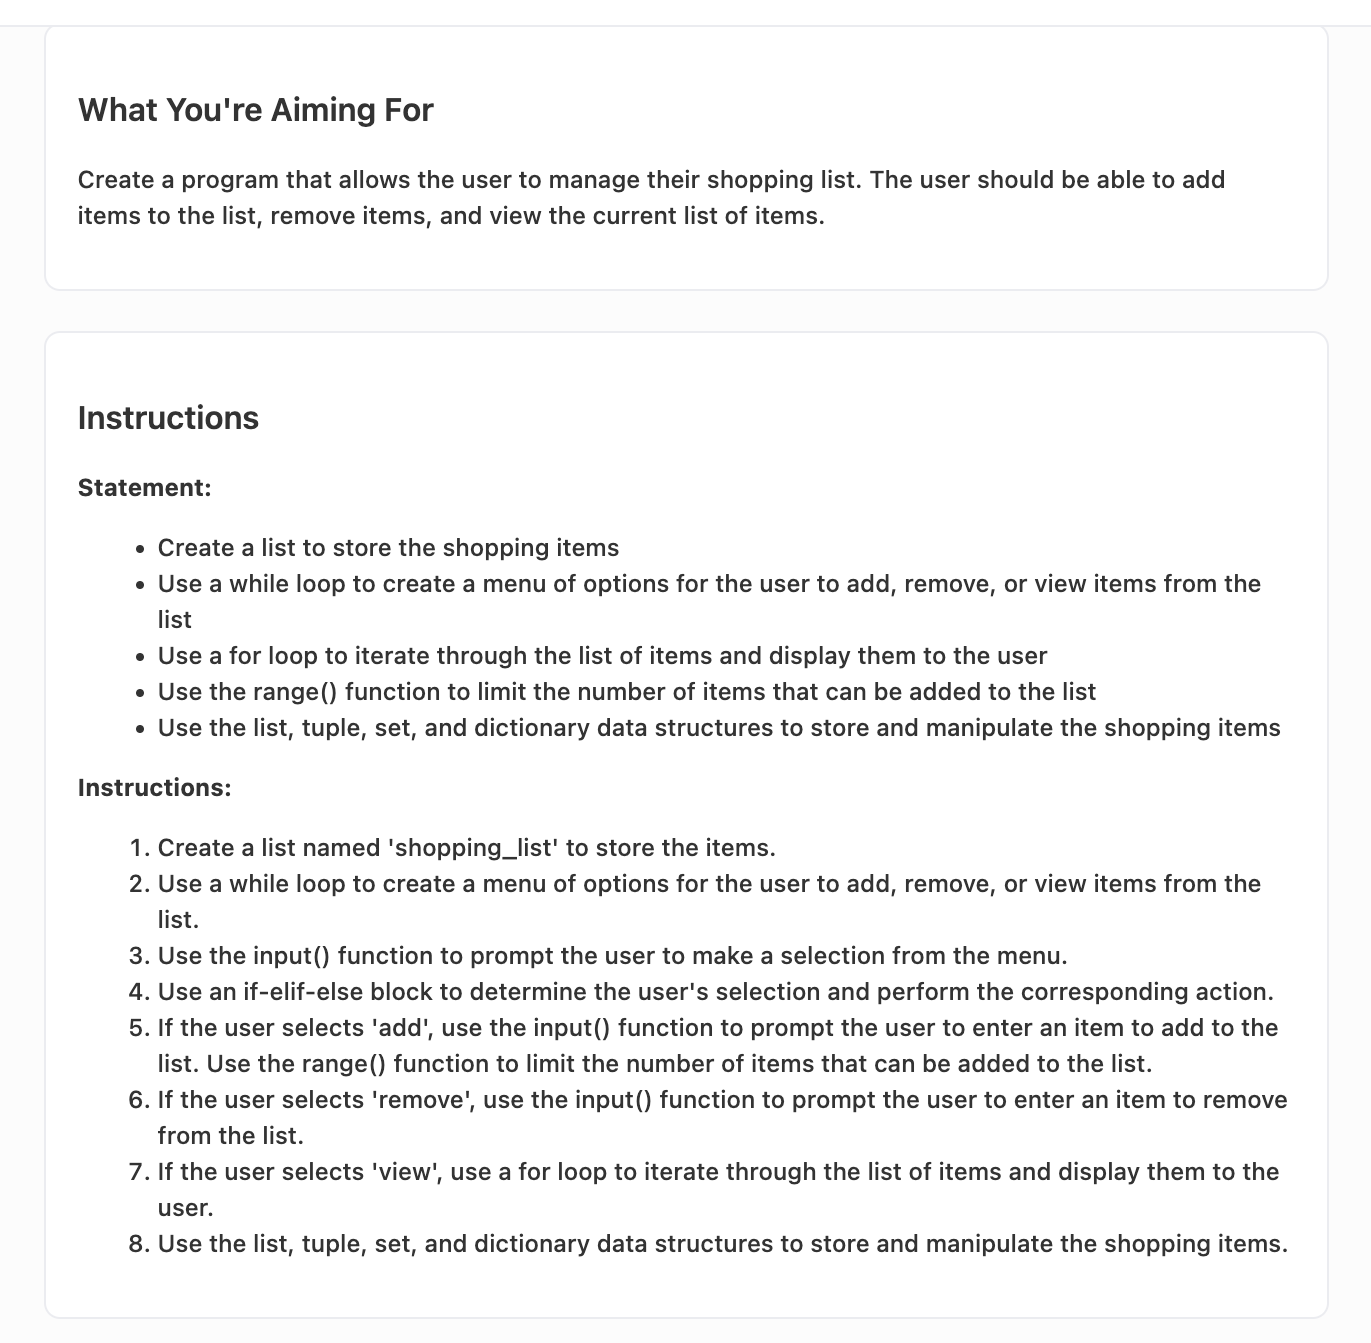 What You're Aiming For
Create a program that allows the user to manage their shopping list. The user should be able to add
items to the list, remove items, and view the current list of items.
Instructions
Statement:
• Create a list to store the shopping items
• Use a while loop to create a menu of options for the user to add, remove, or view items from the
list
• Use a for loop to iterate through the list of items and display them to the user
• Use the range() function to limit the number of items that can be added to the list
• Use the list, tuple, set, and dictionary data structures to store and manipulate the shopping items
Instructions:
1. Create a list named 'shopping_list' to store the items.
2. Use a while loop to create a menu of options for the user to add, remove, or view items from the
list.
3. Use the input() function to prompt the user to make a selection from the menu.
4. Use an if-elif-else block to determine the user's selection and perform the corresponding action.
5. If the user selects 'add', use the input() function to prompt the user to enter an item to add to the
list. Use the range() function to limit the number of items that can be added to the list.
6. If the user selects 'remove', use the input() function to prompt the user to enter an item to remove
from the list.
7. If the user selects 'view', use a for loop to iterate through the list of items and display them to the
user.
8. Use the list, tuple, set, and dictionary data structures to store and manipulate the shopping items.